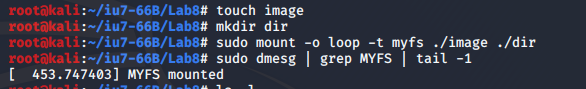 root@kali:~/iu7-66B/Lab8# touch image
root@kali:~/iu7-66B/Lab8# mkdir dir
root@kali:~/iu7-66B/Lab8# sudo mount -o loop -t myfs ./image ./dir
root@kali:~/iu7-66B/Lab8# sudo dmesg | grep MYFS | tail -1
[  453.747403] MYFS mounted